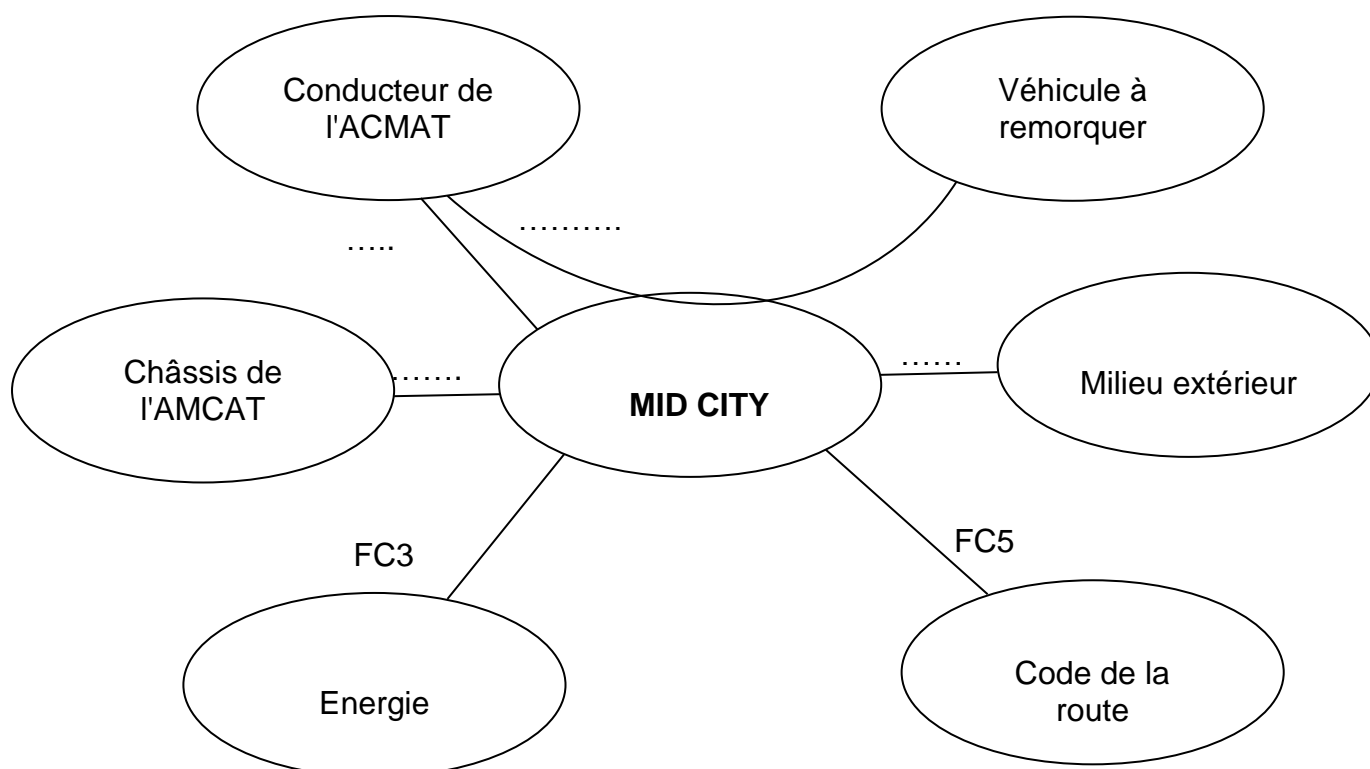 Conducteur de
l'ACMAT
Véhicule à
remorquer
……….
…..
Châssis de
l'AMCAT
…….
MID CITY
……
Milieu extérieur
FC3
FC5
Energie
Code de la
route